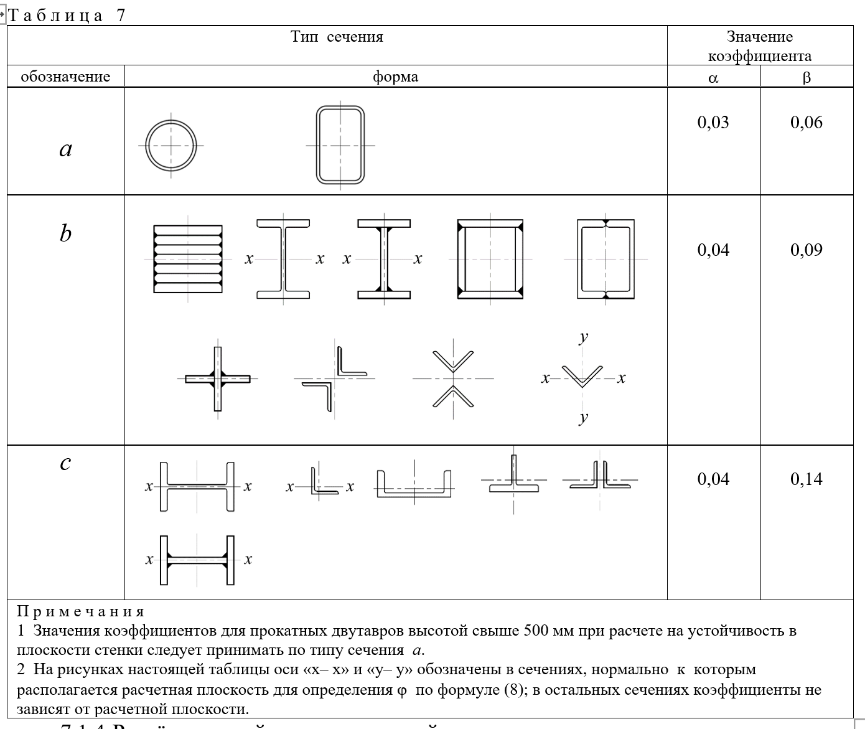 Таблица 7
Тип сечения
Значение
коэффициента
обозначение
форма
α
β
a
0,03
0,06
b
x
x
x
x
0,04
0,09
y
x
x
y
c
x
x
x
x
0,04
0,14
x
x
Примечания
1 Значения коэффициентов для прокатных двутавров высотой свыше 500 мм при расчете на устойчивость в
плоскости стенки следует принимать по типу сечения a.
2 На рисунках настоящей таблицы оси «x– x» и «y– y» обозначены в сечениях, нормально к которым
располагается расчетная плоскость для определения φ по формуле (8); в остальных сечениях коэффициенты не
зависят от расчетной плоскости.